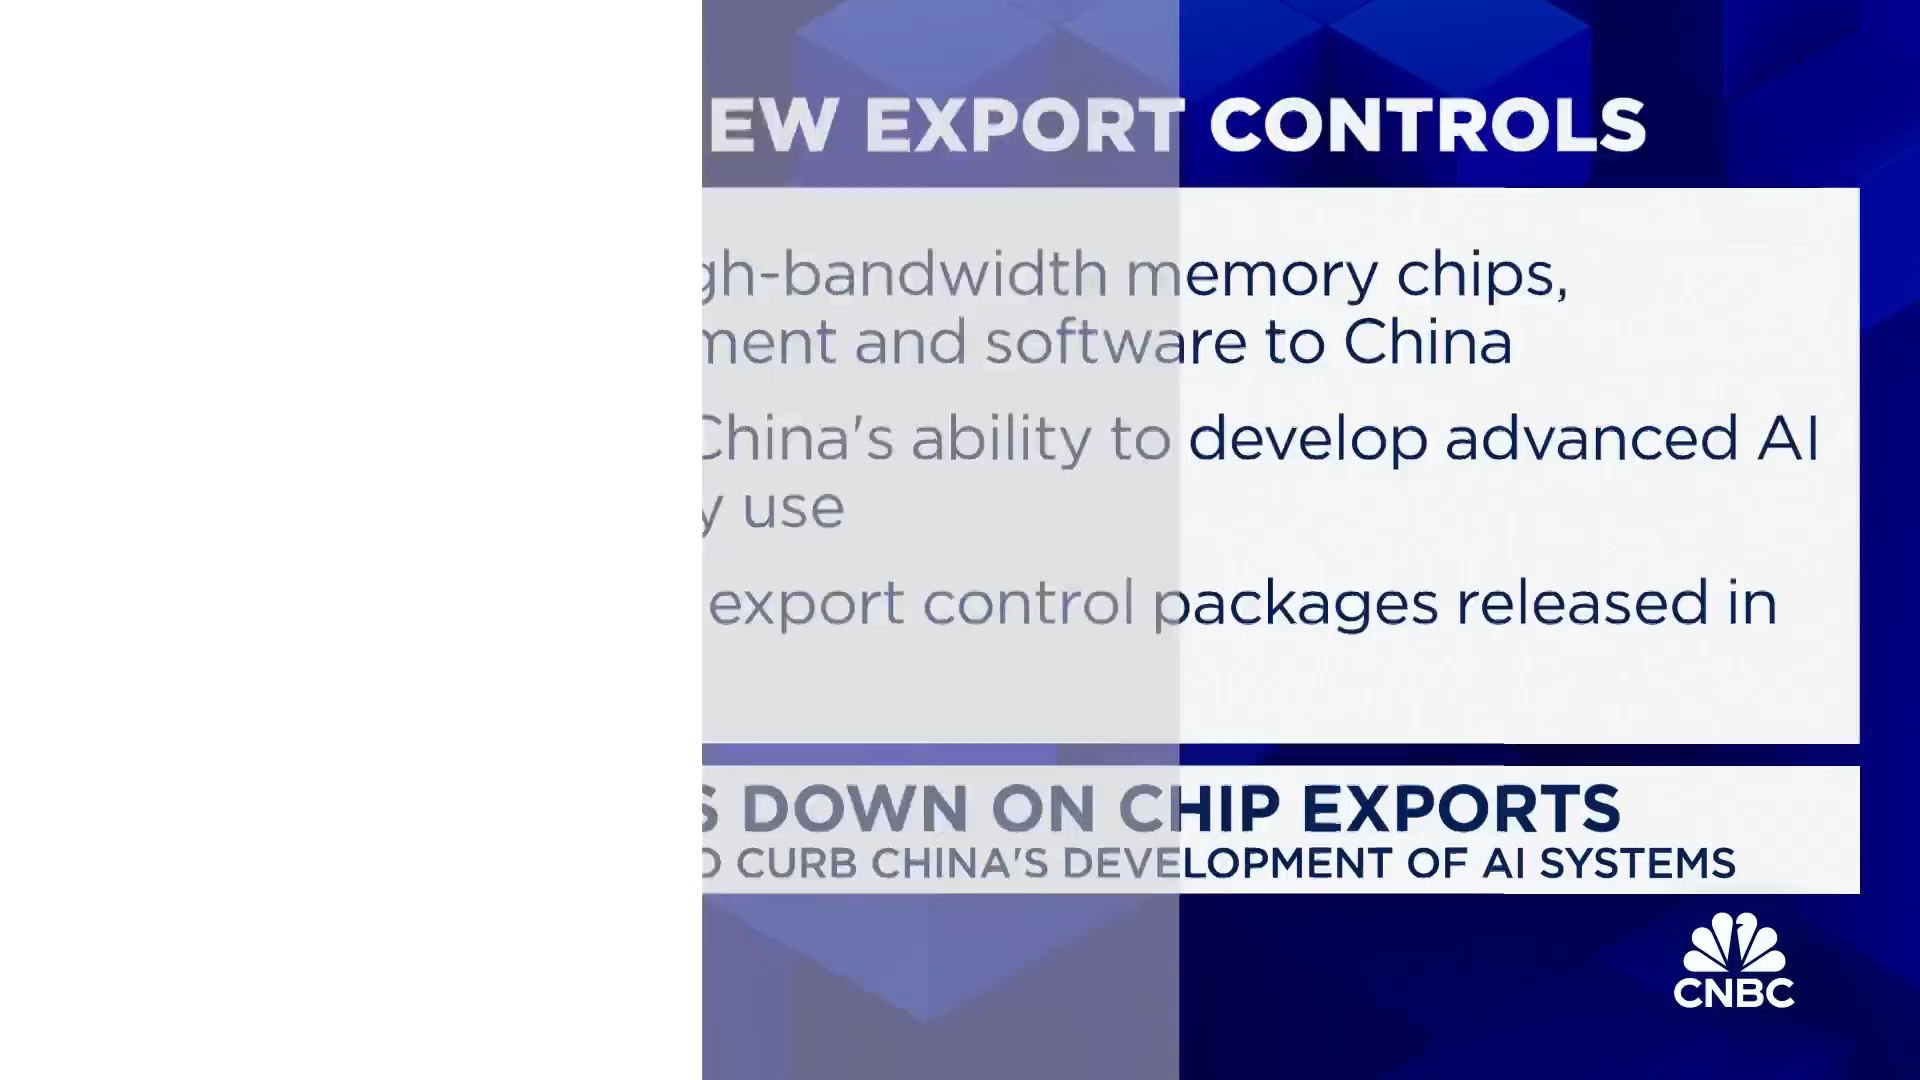 EW EXPORT CONTROLS
gh-bandwidth memory chips,
ment and software to China
China's ability to develop advanced AI
y use
export control packages released in
S DOWN ON CHIP EXPORTS
O CURB CHINA'S DEVELOPMENT OF AI SYSTEMS
CNBC